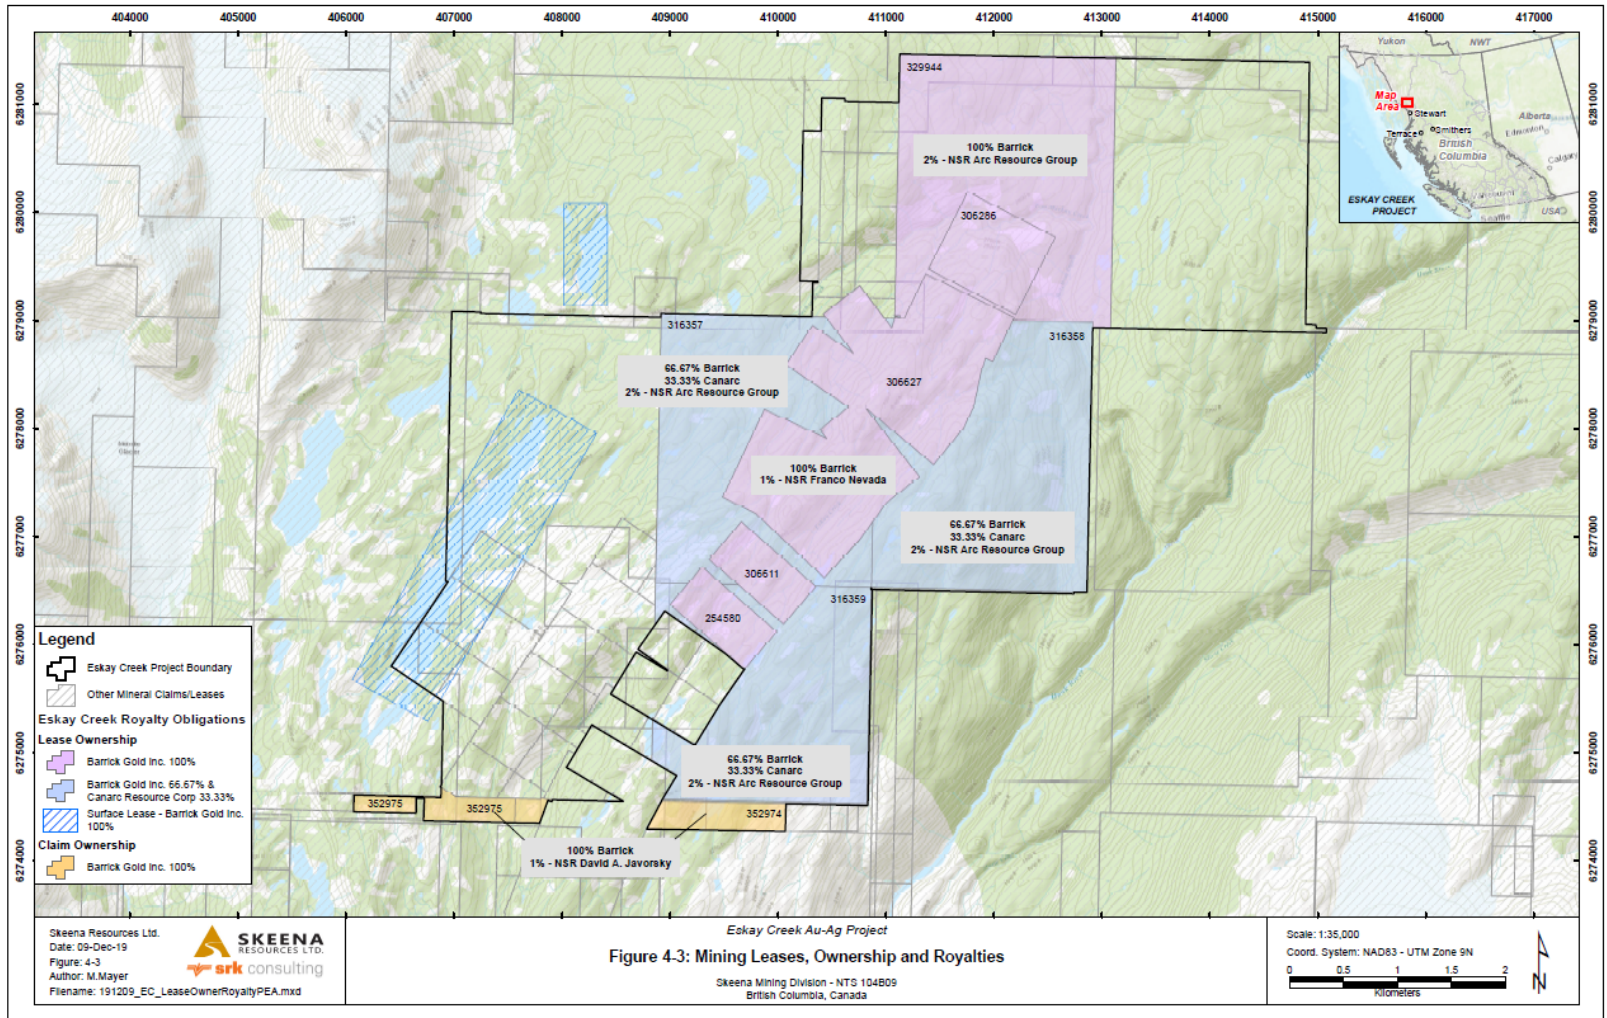 404000
405000
406000
407000
408000
409000
410000
411000
412000
413000
414000
415000
416000
417000
6281000
6280000
6279000
6278000
6277000
6276000
6275000
6274000
6281000
6280000
6279000
6278000
6277000
6276000
6275000
6274000
Yukon
NWT
Map
Area
Stewart
Terrace
Smithers
British
Columbia
Alberta
Edmonton
Calgary
Vancouver
Seattle
USA
ESKAY CREEK
PROJECT
329944
100% Barrick
2% - NSR Arc Resource Group
306286
316357
316358
66.67% Barrick
33.33% Canarc
2% - NSR Arc Resource Group
306627
100% Barrick
1% - NSR Franco Nevada
66.67% Barrick
33.33% Canarc
2% - NSR Arc Resource Group
306611
316359
254580
66.67% Barrick
33.33% Canarc
2% - NSR Arc Resource Group
352975
352975
352974
100% Barrick
1% - NSR David A. Javorsky
Legend
Eskay Creek Project Boundary
Other Mineral Claims/Leases
Eskay Creek Royalty Obligations
Lease Ownership
Barrick Gold Inc. 100%
Barrick Gold Inc. 66.67% &
Canarc Resource Corp 33.33%
Surface Lease - Barrick Gold Inc.
100%
Claim Ownership
Barrick Gold Inc. 100%
Skeena Resources Ltd.
Date: 09-Dec-19
Figure: 4-3
Author: M.Mayer
Filename: 191209_EC_LeaseOwnerRoyaltyPEA.mxd
SKEENA
RESOURCES LTD.
srk consulting
Eskay Creek Au-Ag Project
Figure 4-3: Mining Leases, Ownership and Royalties
Skeena Mining Division - NTS 104B09
British Columbia, Canada
Scale: 1:35,000
Coord. System: NAD83 - UTM Zone 9N
0 0.5 1 1.5 2
Kilometers
N